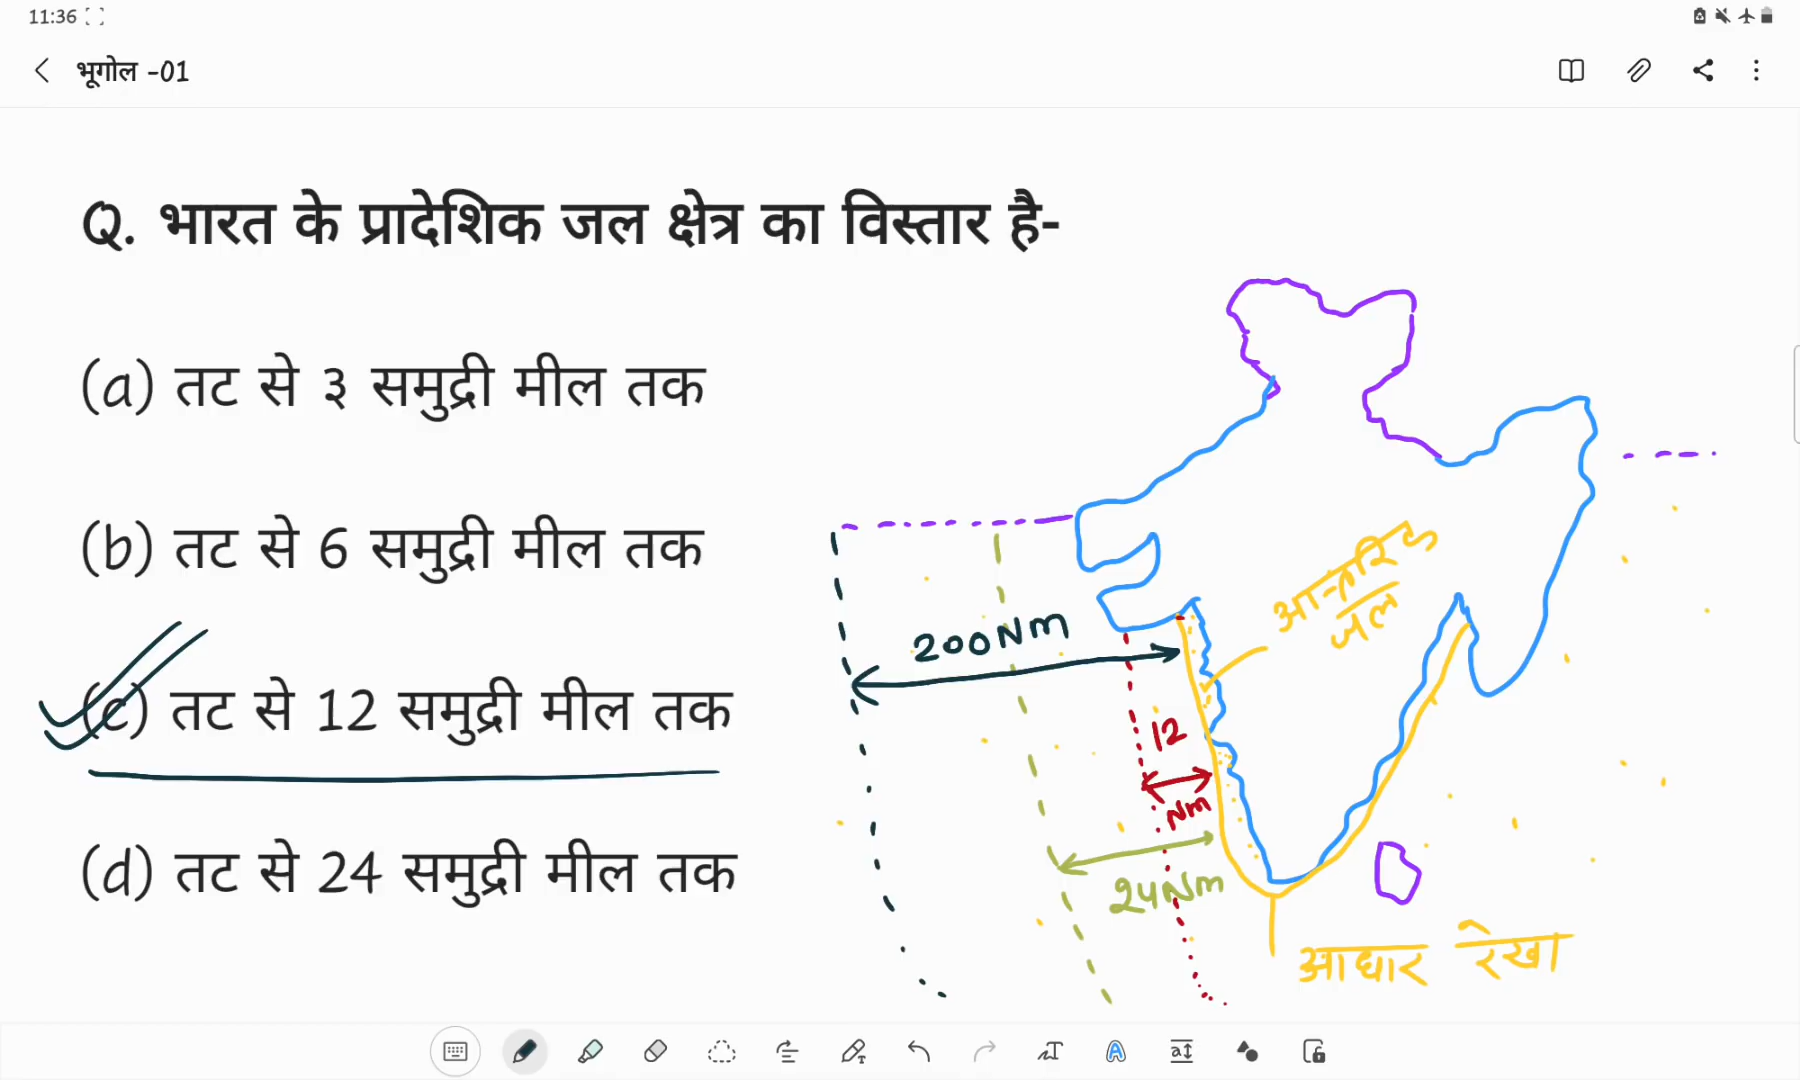 11:36
भूगोल -01
Q. भारत के प्रादेशिक जल क्षेत्र का विस्तार है-
(a) तट से ३ समुद्री मील तक
(b) तट से 6 समुद्री मील तक
(c) तट से 12 समुद्री मील तक
(d) तट से 24 समुद्री मील तक
200Nm
12
Nm
24Nm
आन्तरिक
जल
आधार रेखा